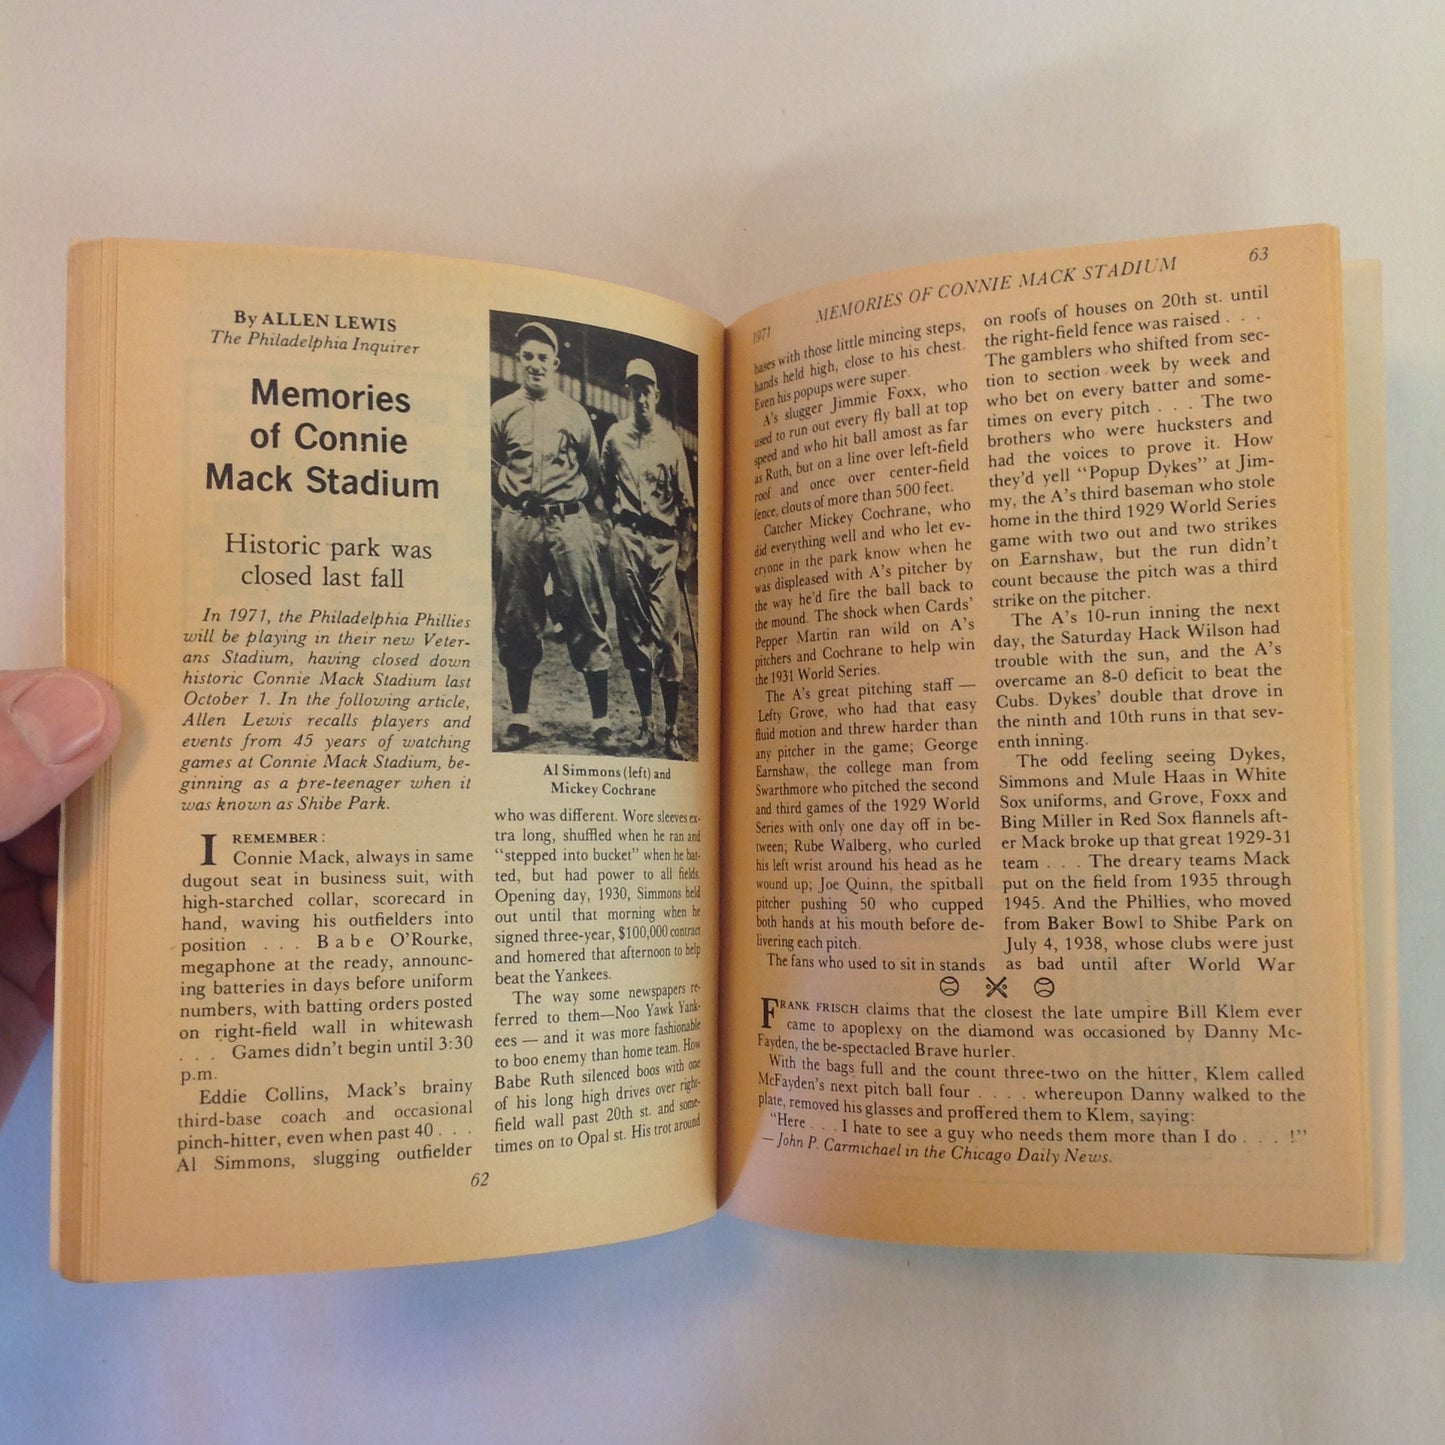 By ALLEN LEWIS
The Philadelphia Inquirer
Memories
of Connie
Mack Stadium
Historic park was
closed last fall
In 1971, the Philadelphia Phillies
will be playing in their new Veter-
ans Stadium, having closed down
historic Connie Mack Stadium last
October 1. In the following article,
Allen Lewis recalls players and
events from 45 years of watching
games at Connie Mack Stadium, be-
ginning as a pre-teenager when it
was known as Shibe Park.
I REMEMBER:
Connie Mack, always in same
dugout seat in business suit, with
high-starched collar, scorecard in
hand, waving his outfielders into
position . . . Babe O'Rourke,
megaphone at the ready, announc-
ing batteries in days before uniform
numbers, with batting orders posted
on right-field wall in whitewash
. . . Games didn't begin until 3:30
p.m.
Eddie Collins, Mack's brainy
third-base coach and occasional
pinch-hitter, even when past 40 . . .
Al Simmons, slugging outfielder
Al Simmons (left) and
Mickey Cochrane
who was different. Wore sleeves ex-
tra long, shuffled when he ran and
"stepped into bucket" when he bat-
ted, but had power to all fields.
Opening day, 1930, Simmons held
out until that morning when he
signed three-year, $100,000 contract
and homered that afternoon to help
beat the Yankees.
The way some newspapers re-
ferred to them—Noo Yawk Yank-
ees — and it was more fashionable
to boo enemy than home team. How
Babe Ruth silenced boos with one
of his long high drives over right-
field wall past 20th st. and some-
times on to Opal st. His trot around
62
1971
MEMORIES OF CONNIE MACK STADIUM
63
bases with those little mincing steps,
hands held high, close to his chest.
Even his popups were super.
A's slugger Jimmie Foxx, who
used to run out every fly ball at top
speed and who hit ball amost as far
as Ruth, but on a line over left-field
roof and once over center-field
fence, clouts of more than 500 feet.
Catcher Mickey Cochrane, who
did everything well and who let ev-
eryone in the park know when he
was displeased with A's pitcher by
the way he'd fire the ball back to
the mound. The shock when Cards'
Pepper Martin ran wild on A's
pitchers and Cochrane to help win
the 1931 World Series.
The A's great pitching staff —
Lefty Grove, who had that easy
fluid motion and threw harder than
any pitcher in the game; George
Earnshaw, the college man from
Swarthmore who pitched the second
and third games of the 1929 World
Series with only one day off in be-
tween; Rube Walberg, who curled
his left wrist around his head as he
wound up; Joe Quinn, the spitball
pitcher pushing 50 who cupped
both hands at his mouth before de-
livering each pitch.
The fans who used to sit in stands
on roofs of houses on 20th st. until
the right-field fence was raised . . .
The gamblers who shifted from sec-
tion to section week by week and
who bet on every batter and some-
times on every pitch . . . The two
brothers who were hucksters and
had the voices to prove it. How
they'd yell "Popup Dykes" at Jim-
my, the A's third baseman who stole
home in the third 1929 World Series
game with two out and two strikes
on Earnshaw, but the run didn't
count because the pitch was a third
strike on the pitcher.
The A's 10-run inning the next
day, the Saturday Hack Wilson had
trouble with the sun, and the A's
overcame an 8-0 deficit to beat the
Cubs. Dykes' double that drove in
the ninth and 10th runs in that sev-
enth inning.
The odd feeling seeing Dykes,
Simmons and Mule Haas in White
Sox uniforms, and Grove, Foxx and
Bing Miller in Red Sox flannels aft-
er Mack broke up that great 1929-31
team . . . The dreary teams Mack
put on the field from 1935 through
1945. And the Phillies, who moved
from Baker Bowl to Shibe Park on
July 4, 1938, whose clubs were just
as bad until after World War
FRANK FRISCH claims that the closest the late umpire Bill Klem ever
came to apoplexy on the diamond was occasioned by Danny Mc-
Fayden, the be-spectacled Brave hurler.
With the bags full and the count three-two on the hitter, Klem called
McFayden's next pitch ball four . . . . whereupon Danny walked to the
plate, removed his glasses and proffered them to Klem, saying:
"Here . . . I hate to see a guy who needs them more than I do . . . !"
—John P. Carmichael in the Chicago Daily News.